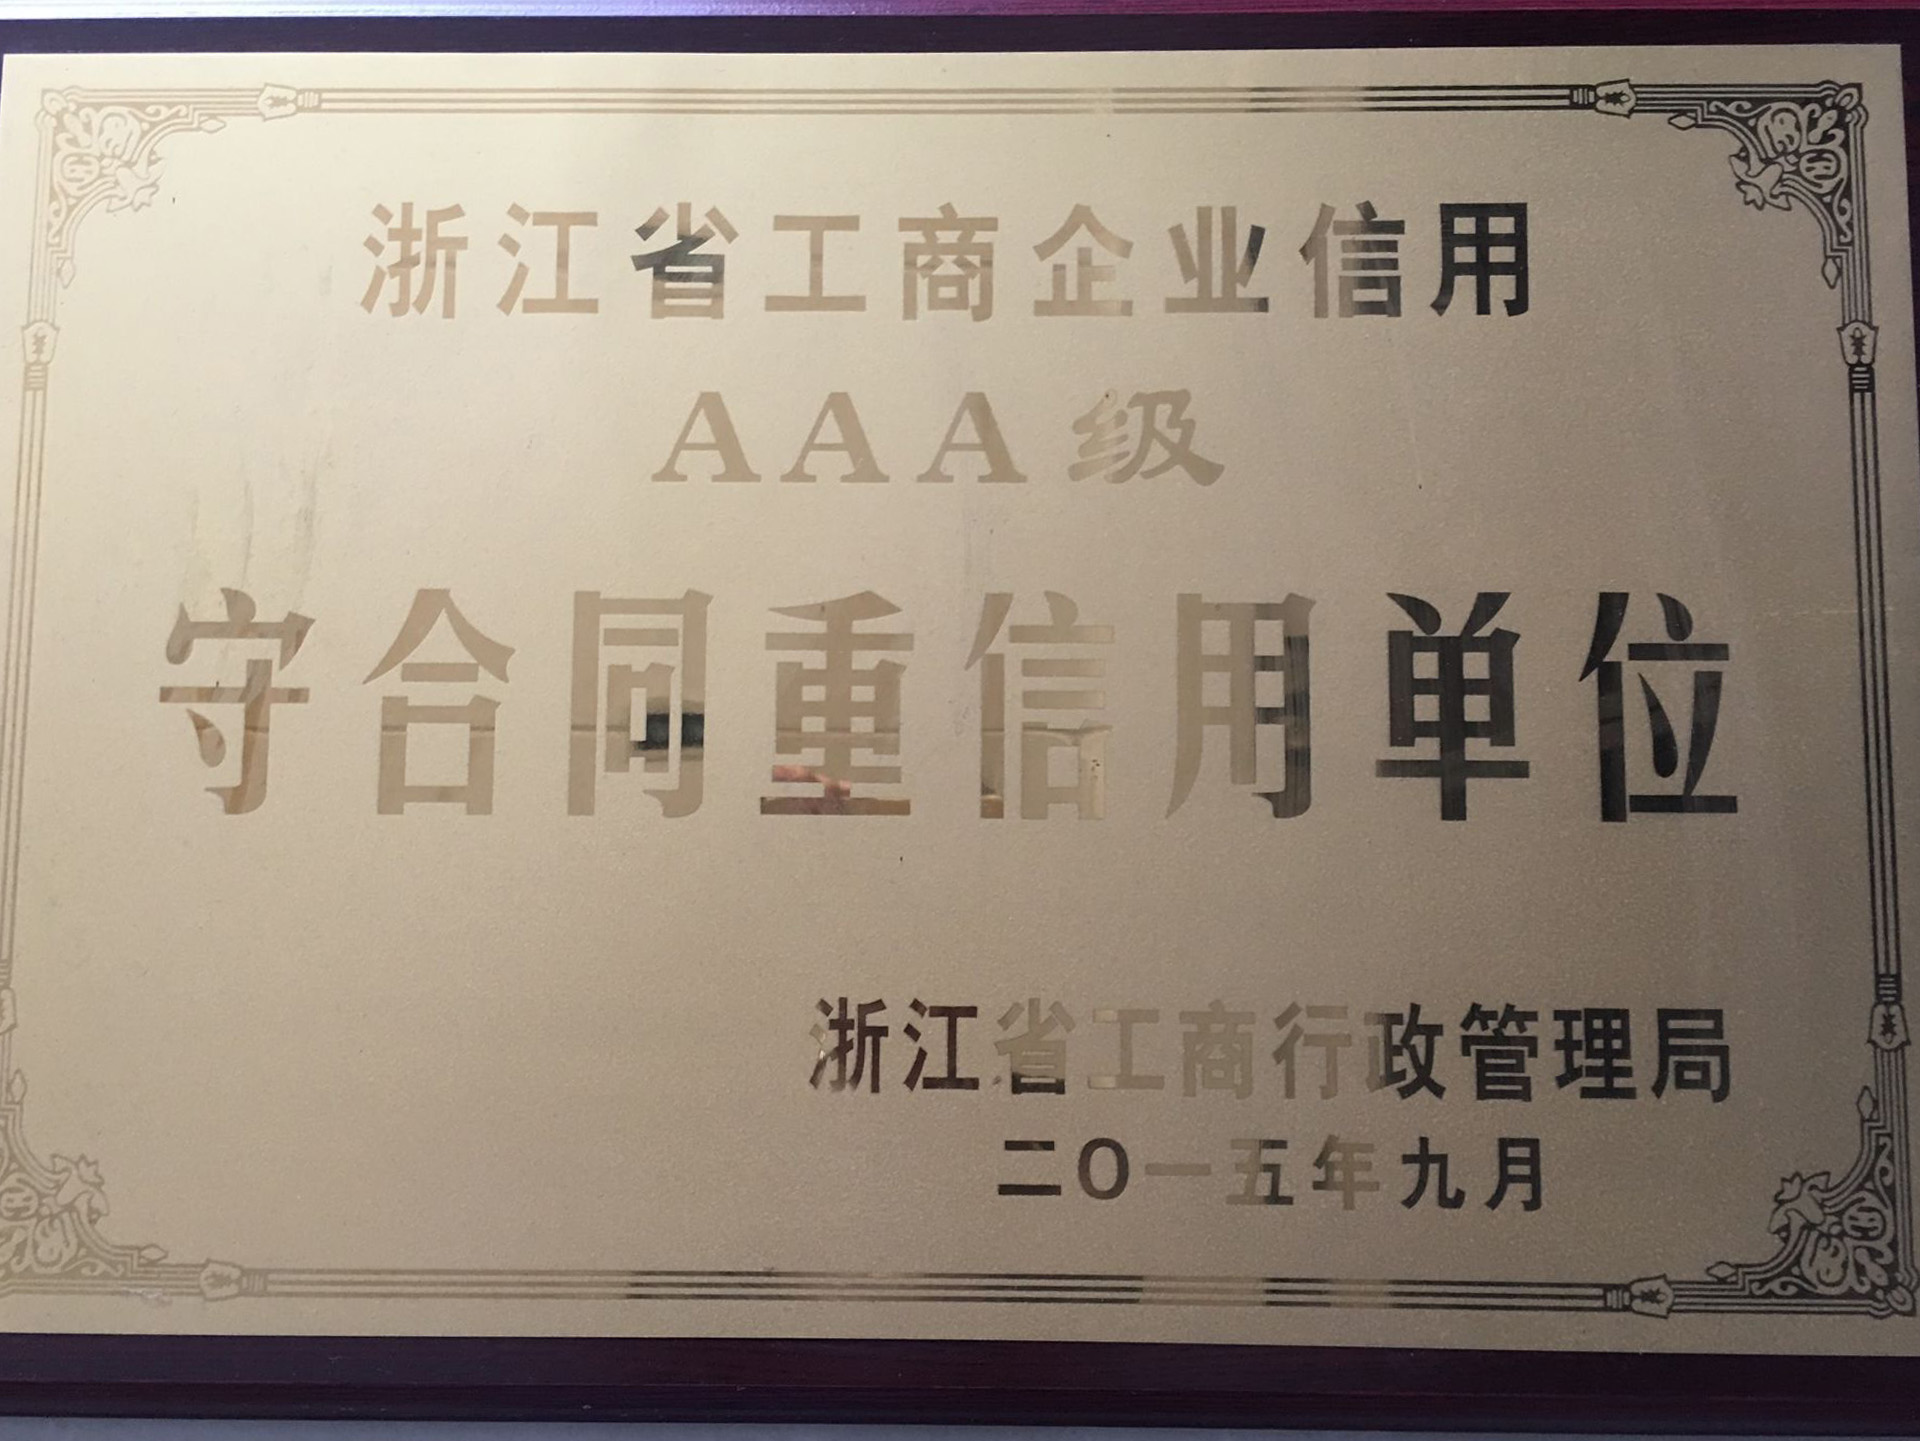 浙江省工商企业信用
AAA级
守合同重信用单位
浙江省工商行政管理局
二〇一五年九月